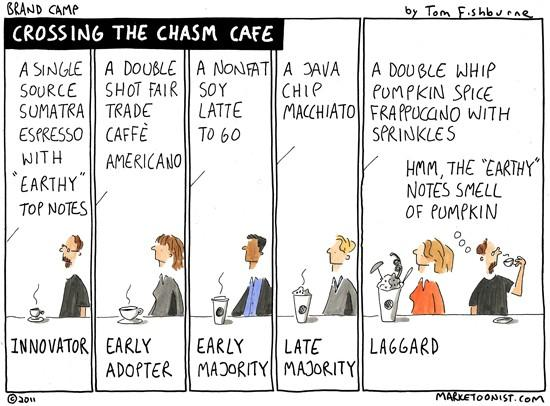 BRAND CAMP
by Tom Fishburne
CROSSING THE CHASM CAFE
A SINGLE
SOURCE
SUMATRA
ESPRESSO
WITH
"EARTHY"
TOP NOTES
A DOUBLE
SHOT FAIR
TRADE
CAFFÈ
AMERICANO
A NONFAT
SOY
LATTE
TO GO
A JAVA
CHIP
MACCHIATO
A DOUBLE WHIP
PUMPKIN SPICE
FRAPPUCCINO WITH
SPRINKLES
HMM, THE "EARTHY"
NOTES SMELL
OF PUMPKIN
INNOVATOR
EARLY
ADOPTER
EARLY
MAJORITY
LATE
MAJORITY
LAGGARD
©2011
MARKETOONIST.COM